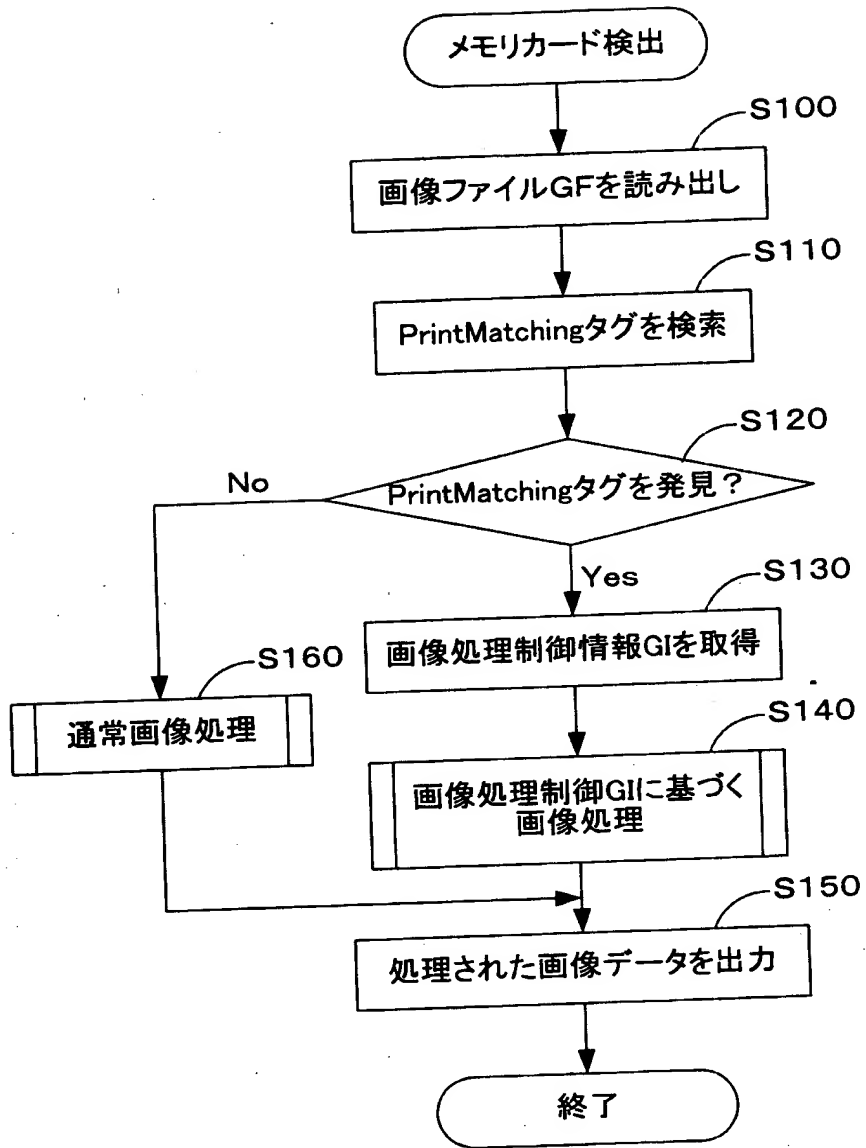 メモリカード検出
S100
画像ファイルGFを読み出し
S110
PrintMatchingタグを検索
S120
PrintMatchingタグを発見？
No
Yes
S130
画像処理制御情報GIを取得
S160
通常画像処理
S140
画像処理制御GIに基づく
画像処理
S150
処理された画像データを出力
終了